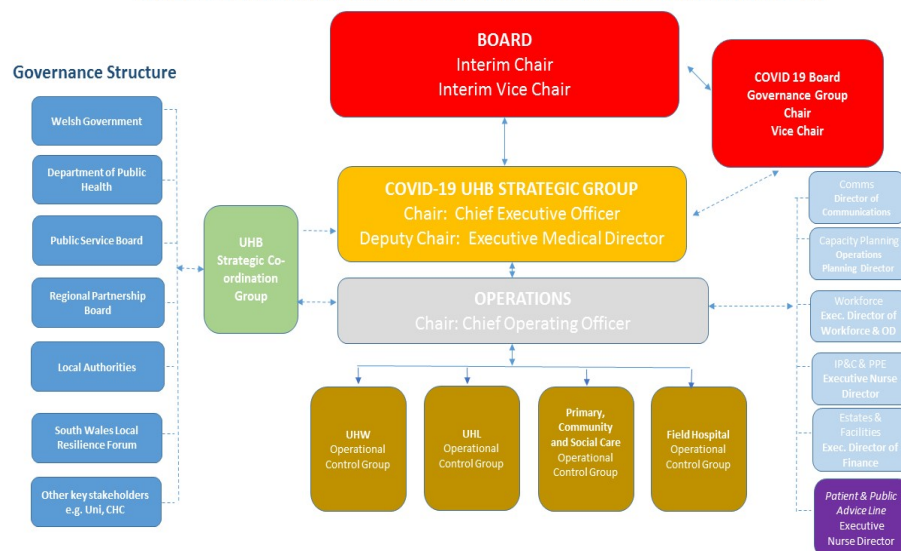 Governance Structure
Welsh Government
Department of Public
Health
Public Service Board
Regional Partnership
Board
Local Authorities
South Wales Local
Resilience Forum
Other key stakeholders
e.g. Uni, CHC
UHB
Strategic Co-
ordination
Group
BOARD
Interim Chair
Interim Vice Chair
COVID 19 Board
Governance Group
Chair
Vice Chair
COVID-19 UHB STRATEGIC GROUP
Chair: Chief Executive Officer
Deputy Chair: Executive Medical Director
OPERATIONS
Chair: Chief Operating Officer
UHW
Operational
Control Group
UHL
Operational
Control Group
Primary,
Community
and Social Care
Operational
Control Group
Field Hospital
Operational
Control Group
Comms
Director of
Communications
Capacity Planning
Operations
Planning Director
Workforce
Exec. Director of
Workforce & OD
IP&C & PPE
Executive Nurse
Director
Estates &
Facilities
Exec. Director of
Finance
Patient & Public
Advice Line
Executive
Nurse Director